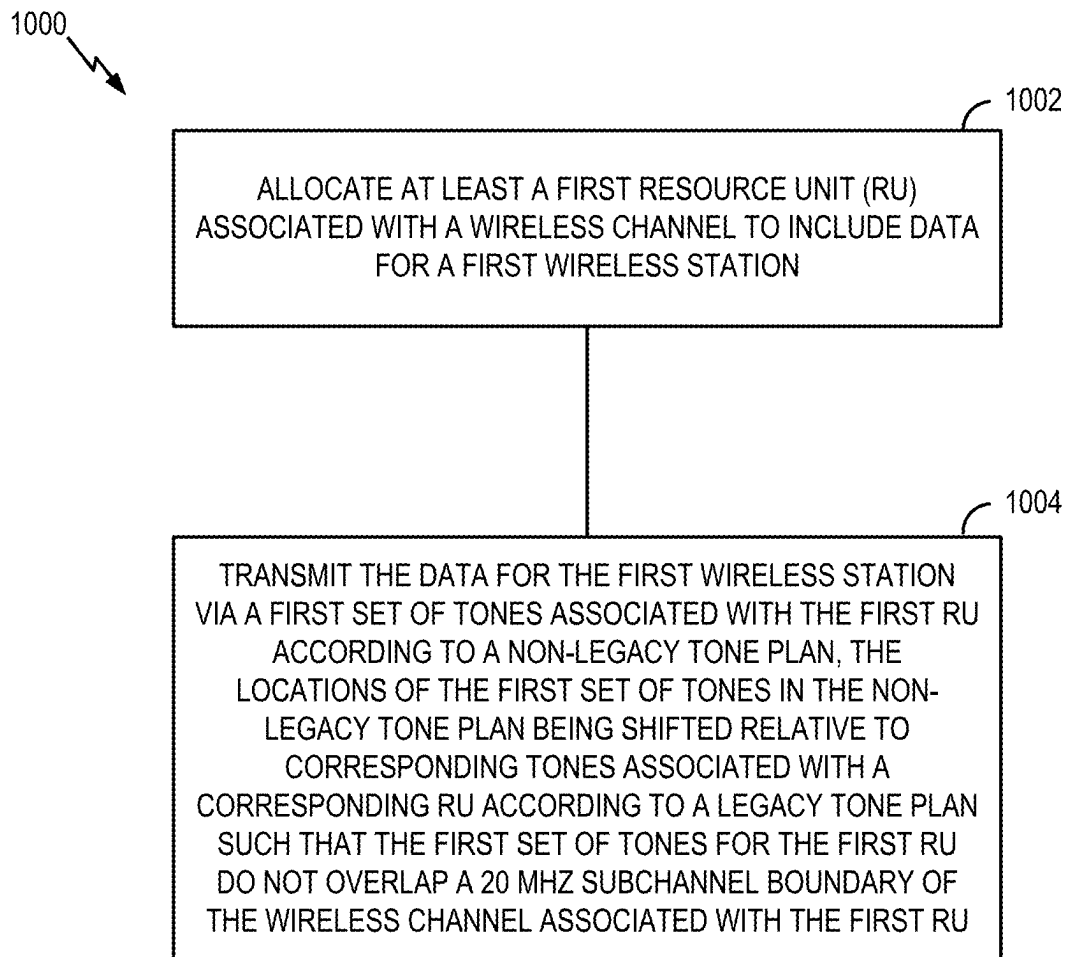 1000
1002
ALLOCATE AT LEAST A FIRST RESOURCE UNIT (RU)
ASSOCIATED WITH A WIRELESS CHANNEL TO INCLUDE DATA
FOR A FIRST WIRELESS STATION
1004
TRANSMIT THE DATA FOR THE FIRST WIRELESS STATION
VIA A FIRST SET OF TONES ASSOCIATED WITH THE FIRST RU
ACCORDING TO A NON-LEGACY TONE PLAN, THE
LOCATIONS OF THE FIRST SET OF TONES IN THE NON-
LEGACY TONE PLAN BEING SHIFTED RELATIVE TO
CORRESPONDING TONES ASSOCIATED WITH A
CORRESPONDING RU ACCORDING TO A LEGACY TONE PLAN
SUCH THAT THE FIRST SET OF TONES FOR THE FIRST RU
DO NOT OVERLAP A 20 MHZ SUBCHANNEL BOUNDARY OF
THE WIRELESS CHANNEL ASSOCIATED WITH THE FIRST RU